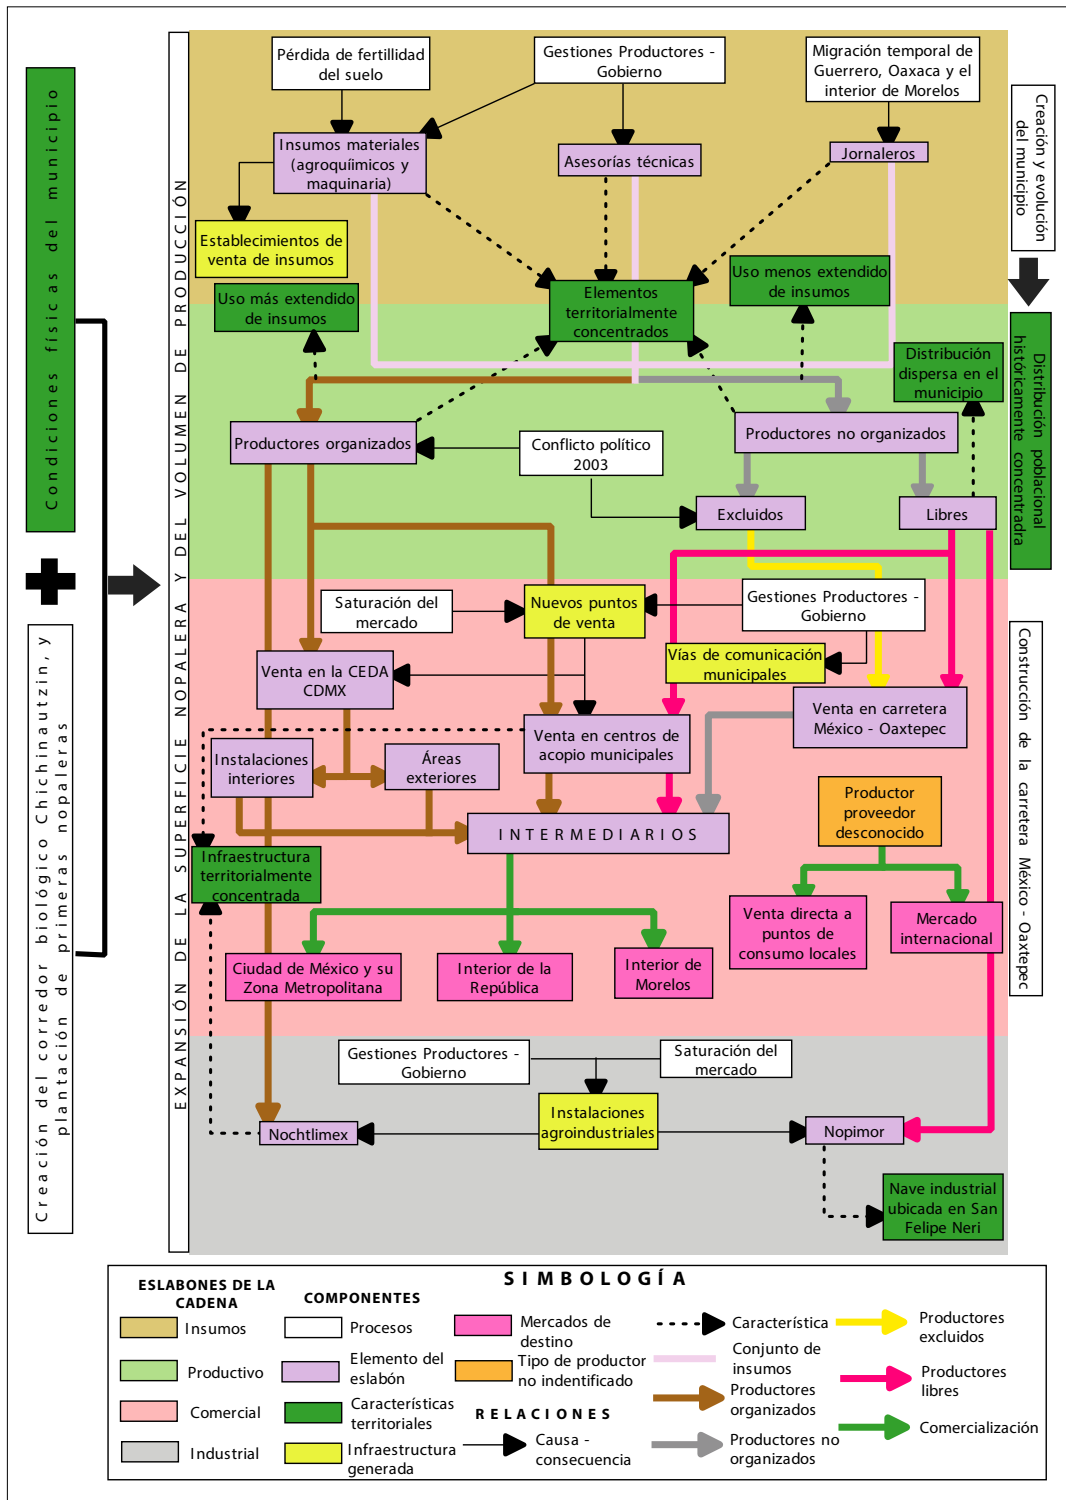 Condiciones físicas del municipio
Creación del corredor biológico Chichinautzin, y
plantación de primeras nopaleras
EXPANSIÓN DE LA SUPERFICIE NOPALERA Y DEL VOLUMEN DE PRODUCCIÓN
Pérdida de fertillidad
del suelo
Gestiones Productores -
Gobierno
Migración temporal de
Guerrero, Oaxaca y el
interior de Morelos
Insumos materiales
(agroquíimicos y
maquinaria)
Asesorías técnicas
Jornaleros
Establecimientos de
venta de insumos
Uso más extendido
de insumos
Elementos
territorialmente
concentrados
Uso menos extendido
de insumos
Distribución
dispersa en el
municipio
Productores organizados
Conflicto político
2003
Productores no organizados
Excluidos
Libres
Saturación del
mercado
Nuevos puntos
de venta
Gestiones Productores -
Gobierno
Vías de comunicación
municipales
Venta en la CEDA
CDMX
Venta en centros de
acopio municipales
Venta en carretera
México - Oaxtepec
Instalaciones
interiores
Áreas
exteriores
INTERMEDIARIOS
Productor
proveedor
desconocido
Infraestructura
territorialmente
concentrada
Venta directa a
puntos de
consumo locales
Mercado
internacional
Ciudad de México y su
Zona Metropolitana
Interior de la
República
Interior de
Morelos
Gestiones Productores -
Gobierno
Saturación del
mercado
Instalaciones
agroindustriales
Nochtlimex
Nopimor
Nave industrial
ubicada en San
Felipe Neri
Creación y evolución
del municipio
Distribución poblacional
históricamente concentradra
Construcción de la carretera México - Oaxtepec
SIMBOLOGÍA
ESLABONES DE LA
CADENA
Insumos
Productivo
Comercial
Industrial
COMPONENTES
Procesos
Elemento del
eslabón
Características
territoriales
Infraestructura
generada
Mercados de
destino
Tipo de productor
no indentificado
RELACIONES
Causa -
consecuencia
Característica
Conjunto de
insumos
Productores
organizados
Productores no
organizados
Productores
excluidos
Productores
libres
Comercialización